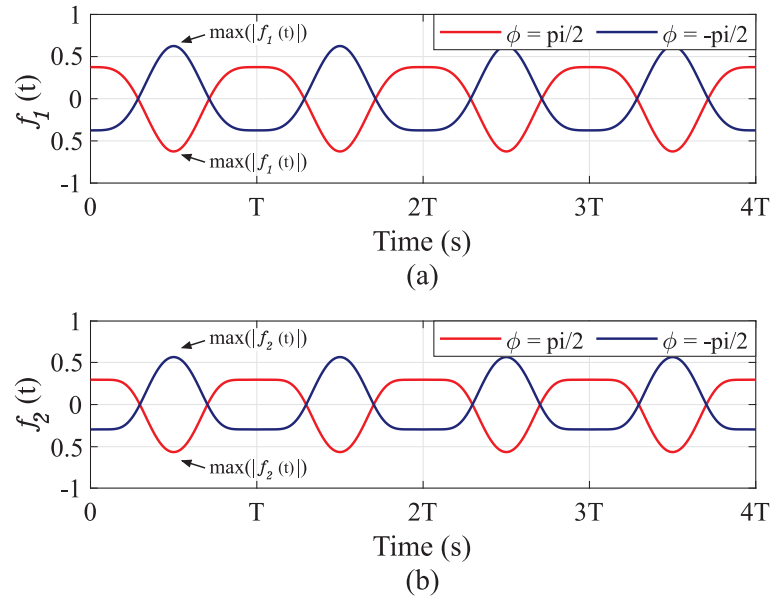 1
max(|f1 (t)|)
ϕ = pi/2
ϕ = -pi/2
0.5
0
0.5
-1
f1 (t)
max(|f1 (t)|)
0
T
2T
3T
4T
Time (s)
(a)
1
max(|f2 (t)|)
ϕ = pi/2
ϕ = -pi/2
0.5
0
0.5
-1
f2 (t)
max(|f2 (t)|)
0
T
2T
3T
4T
Time (s)
(b)